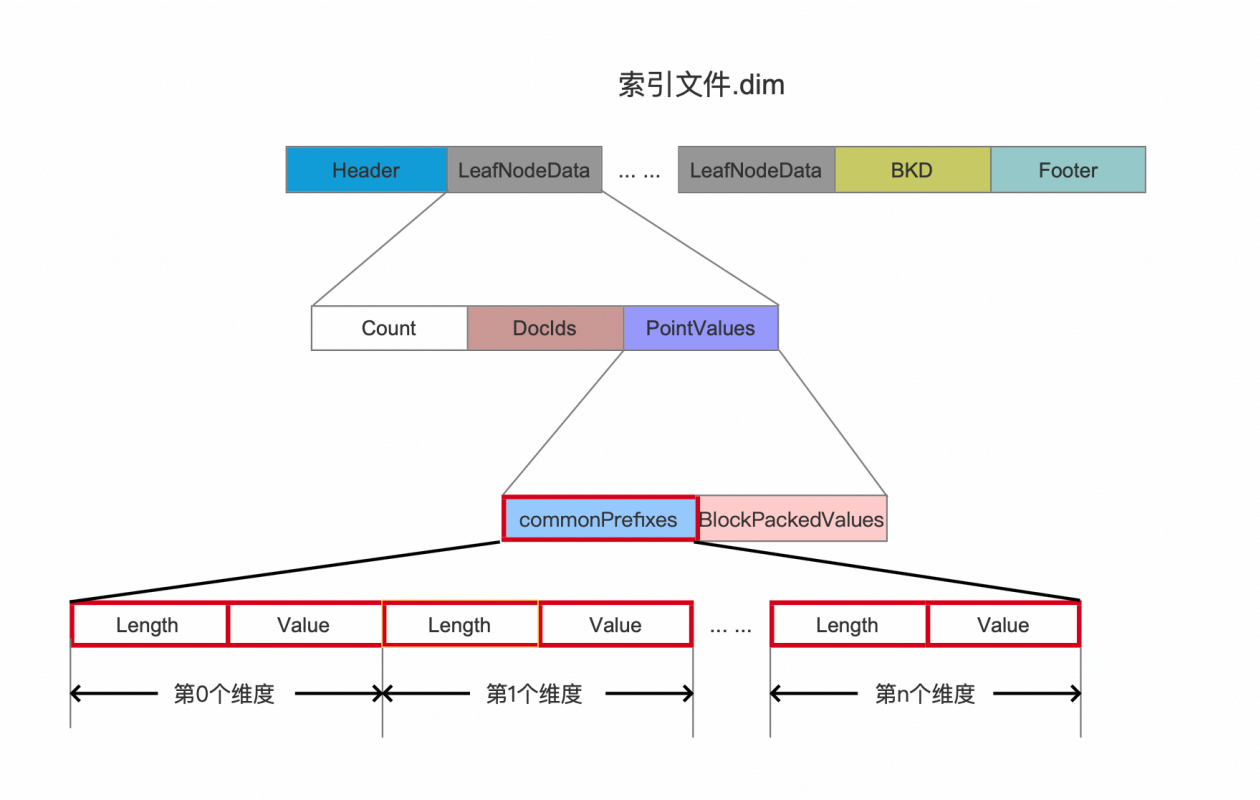 索引文件.dim
Header LeafNodeData ... ... LeafNodeData BKD Footer
Count DocIds PointValues
commonPrefixes BlockPackedValues
Length Value Length Value ... ... Length Value
第0个维度 第1个维度 第n个维度